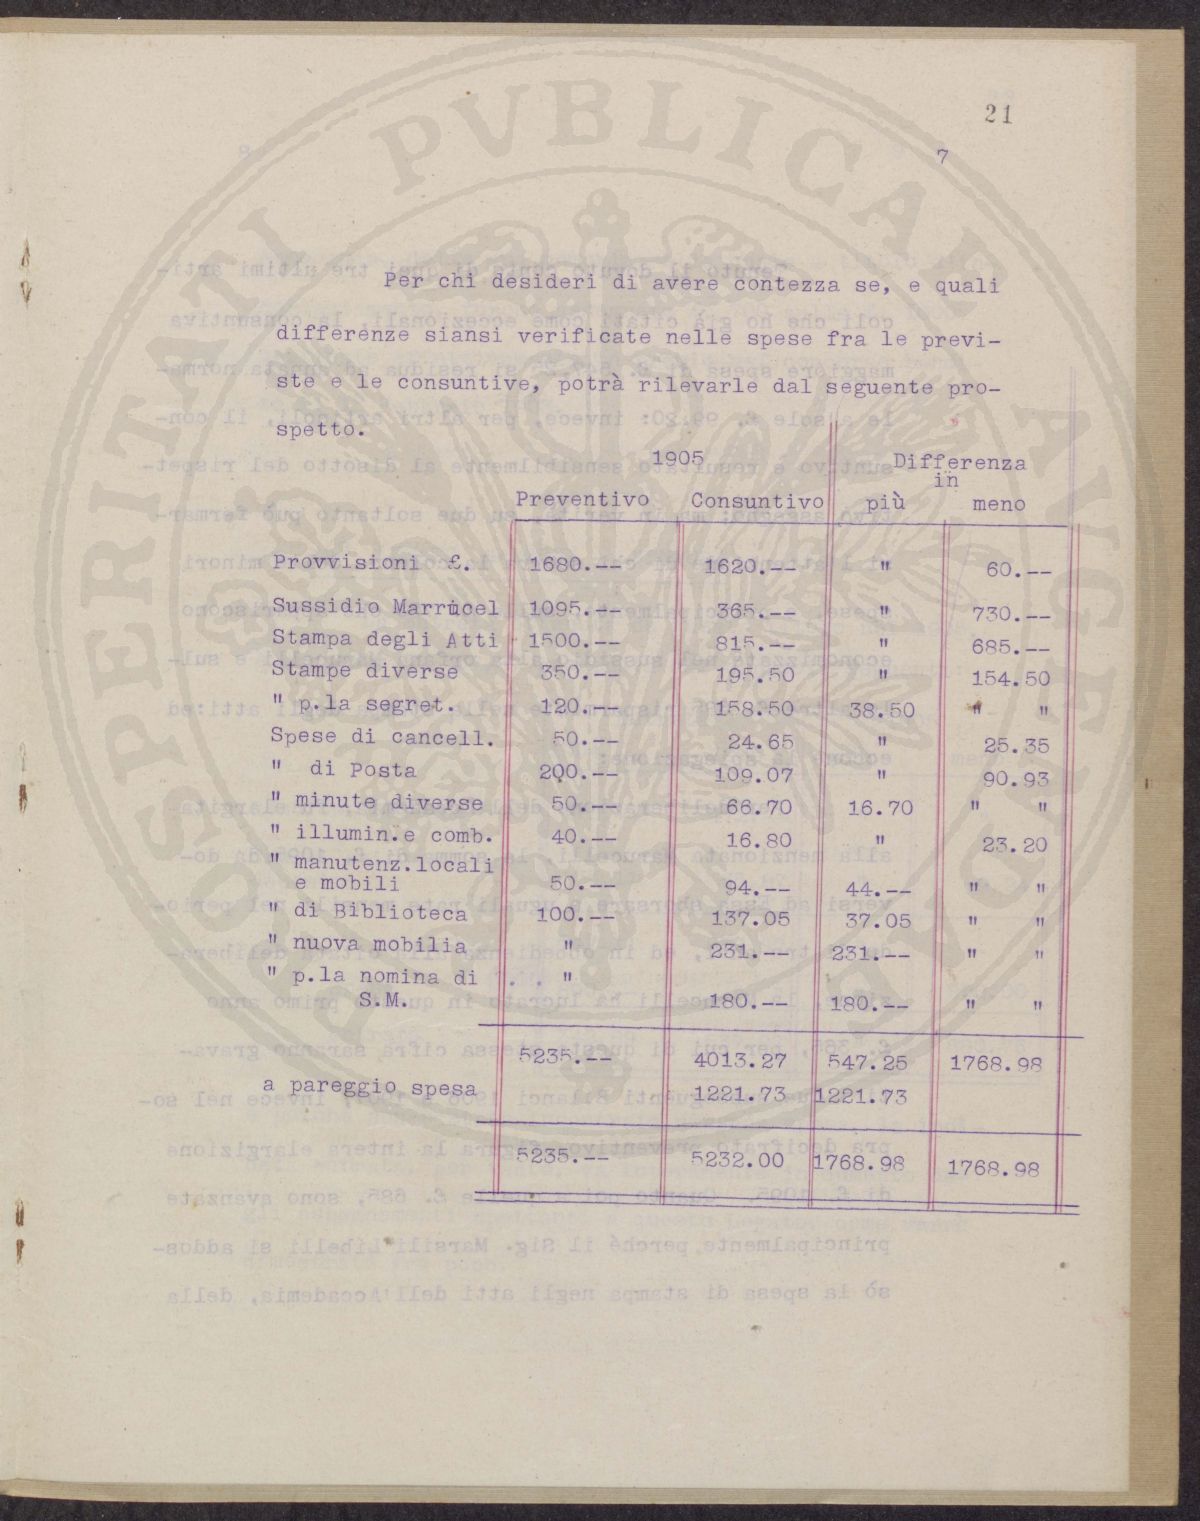 21
7
Per chi desideri di avere contezza se, e quali
differenze siansi verificate nelle spese fra le previ-
ste e le consuntive, potrà rilevarle dal seguente pro-
spetto.
1905 Differenza
in
Preventivo Consuntivo più meno
Provvisioni £. 1680.-- 1620.-- " 60.--
Sussidio Marrùcel 1095.-- 365.-- " 730.--
Stampa degli Atti 1500.-- 815.-- " 685.--
Stampe diverse 350.-- 195.50 " 154.50
" p.la segret. 120.-- 158.50 38.50 " "
Spese di cancell. 50.-- 24.65 " 25.35
" di Posta 200.-- 109.07 " 90.93
" minute diverse 50.-- 66.70 16.70 " "
" illumin.e comb. 40.-- 16.80 " 23.20
" manutenz.locali
e mobili 50.-- 94.-- 44.-- " "
" di Biblioteca 100.-- 137.05 37.05 " "
" nuova mobilia " 231.-- 231.-- " "
" p.la nomina di . . "
S.M. 180.-- 180.-- " "
5235.-- 4013.27 547.25 1768.98
a pareggio spesa 1221.73 1221.73
5235.-- 5232.00 1768.98 1768.98
PROSPERITATI PVBLICAE AVGENDAE